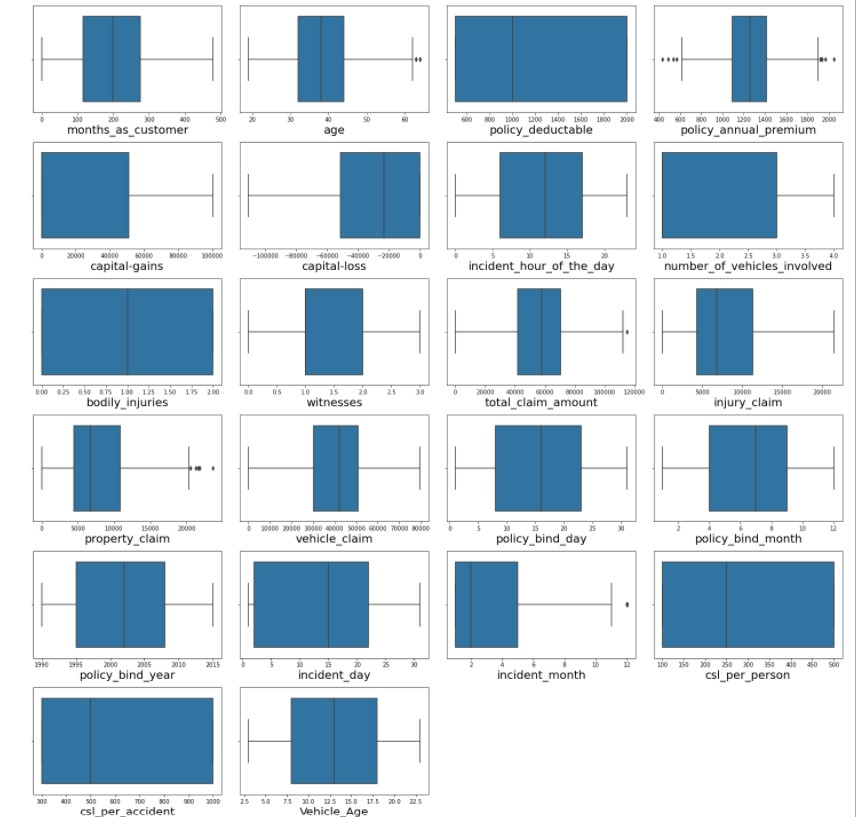 0 100 200 300 400 500 20 30 40 50 60 600 800 1000 1200 1400 1600 1800 2000 400 600 800 1000 1200 1400 1600 1800 2000
months_as_customer age policy_deductable policy_annual_premium
0 20000 40000 60000 80000 100000 −100000 −80000 −60000 −40000 −20000 0 0 5 10 15 20 1.0 1.5 2.0 2.5 3.0 3.5 4.0
capital-gains capital-loss incident_hour_of_the_day number_of_vehicles_involved
0.00 0.25 0.50 0.75 1.00 1.25 1.50 1.75 2.00 0.0 0.5 1.0 1.5 2.0 2.5 3.0 0 20000 40000 60000 80000 100000 120000 0 5000 10000 15000 20000
bodily_injuries witnesses total_claim_amount injury_claim
0 5000 10000 15000 20000 0 10000 20000 30000 40000 50000 60000 70000 80000 0 5 10 15 20 25 30 2 4 6 8 10 12
property_claim vehicle_claim policy_bind_day policy_bind_month
1990 1995 2000 2005 2010 2015 0 5 10 15 20 25 30 2 4 6 8 10 12 100 150 200 250 300 350 400 450 500
policy_bind_year incident_day incident_month csl_per_person
300 400 500 600 700 800 900 1000 2.5 5.0 7.5 10.0 12.5 15.0 17.5 20.0 22.5
csl_per_accident Vehicle_Age